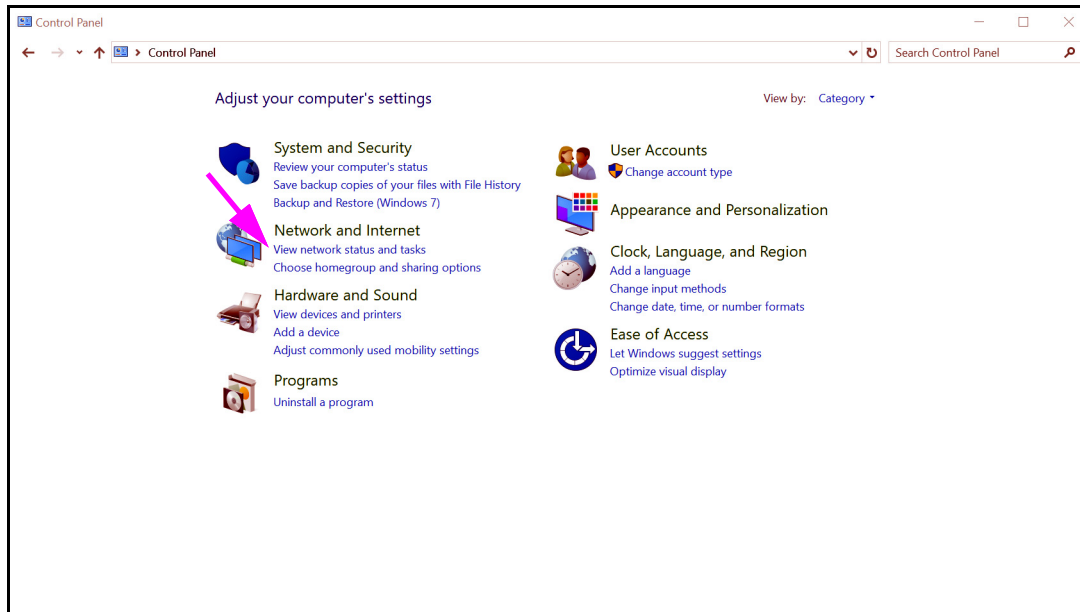 Control Panel
Control Panel
Search Control Panel
Adjust your computer's settings
View by: Category
System and Security
Review your computer's status
Save backup copies of your files with File History
Backup and Restore (Windows 7)
Network and Internet
View network status and tasks
Choose homegroup and sharing options
Hardware and Sound
View devices and printers
Add a device
Adjust commonly used mobility settings
Programs
Uninstall a program
User Accounts
Change account type
Appearance and Personalization
Clock, Language, and Region
Add a language
Change input methods
Change date, time, or number formats
Ease of Access
Let Windows suggest settings
Optimize visual display